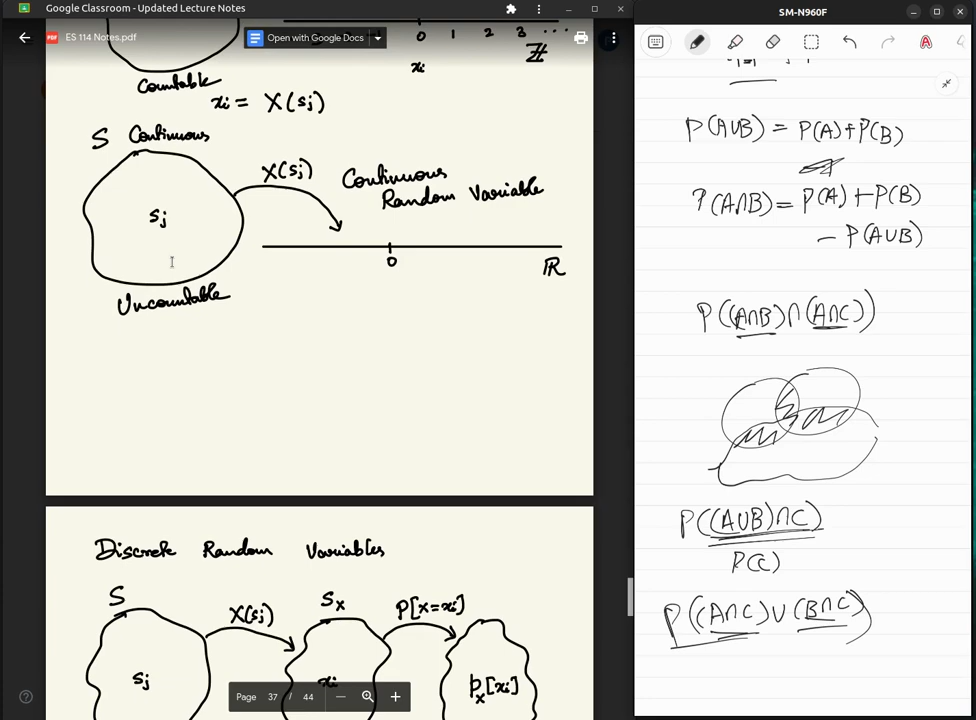 Google Classroom - Updated Lecture Notes
ES 114 Notes.pdf
Open with Google Docs
0 1 2 3 ...
xi
ℤ
Countable
xi = X(sj)
S Continuous
sj
X(sj)
Continuous
Random Variable
0
ℝ
Uncountable
Discrete Random Variables
S
X(sj)
Sx
P[X=xi]
sj
xi
px[xi]
Page 37 / 44
SM-N960F
P(A∪B) = P(A)+P(B)
P(A∩B) = P(A)+P(B)
- P(A∪B)
P((A∩B)∩(A∩C))
P((A∪B)∩C)
P(C)
P((A∩C)∪(B∩C))